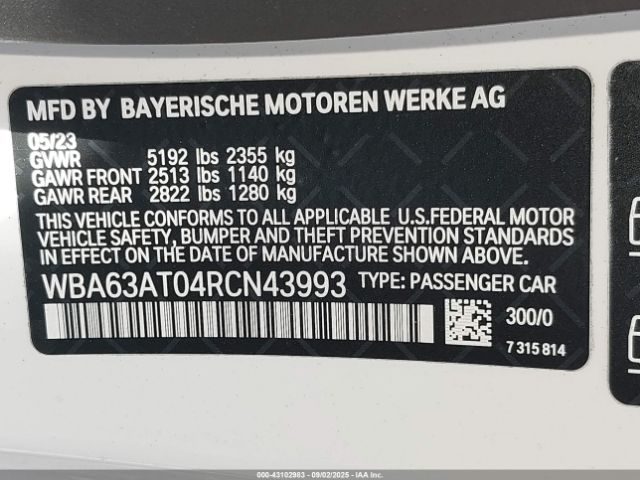 MFD BY BAYERISCHE MOTOREN WERKE AG
05/23
GVWR 5192 lbs 2355 kg
GAWR FRONT 2513 lbs 1140 kg
GAWR REAR 2822 lbs 1280 kg
THIS VEHICLE CONFORMS TO ALL APPLICABLE U.S.FEDERAL MOTOR
VEHICLE SAFETY, BUMPER AND THEFT PREVENTION STANDARDS
IN EFFECT ON THE DATE OF MANUFACTURE SHOWN ABOVE.
WBA63AT04RCN43993 TYPE: PASSENGER CAR
300/0
7 315 814
000-43102983 - 09/02/2025 - IAAI.COM